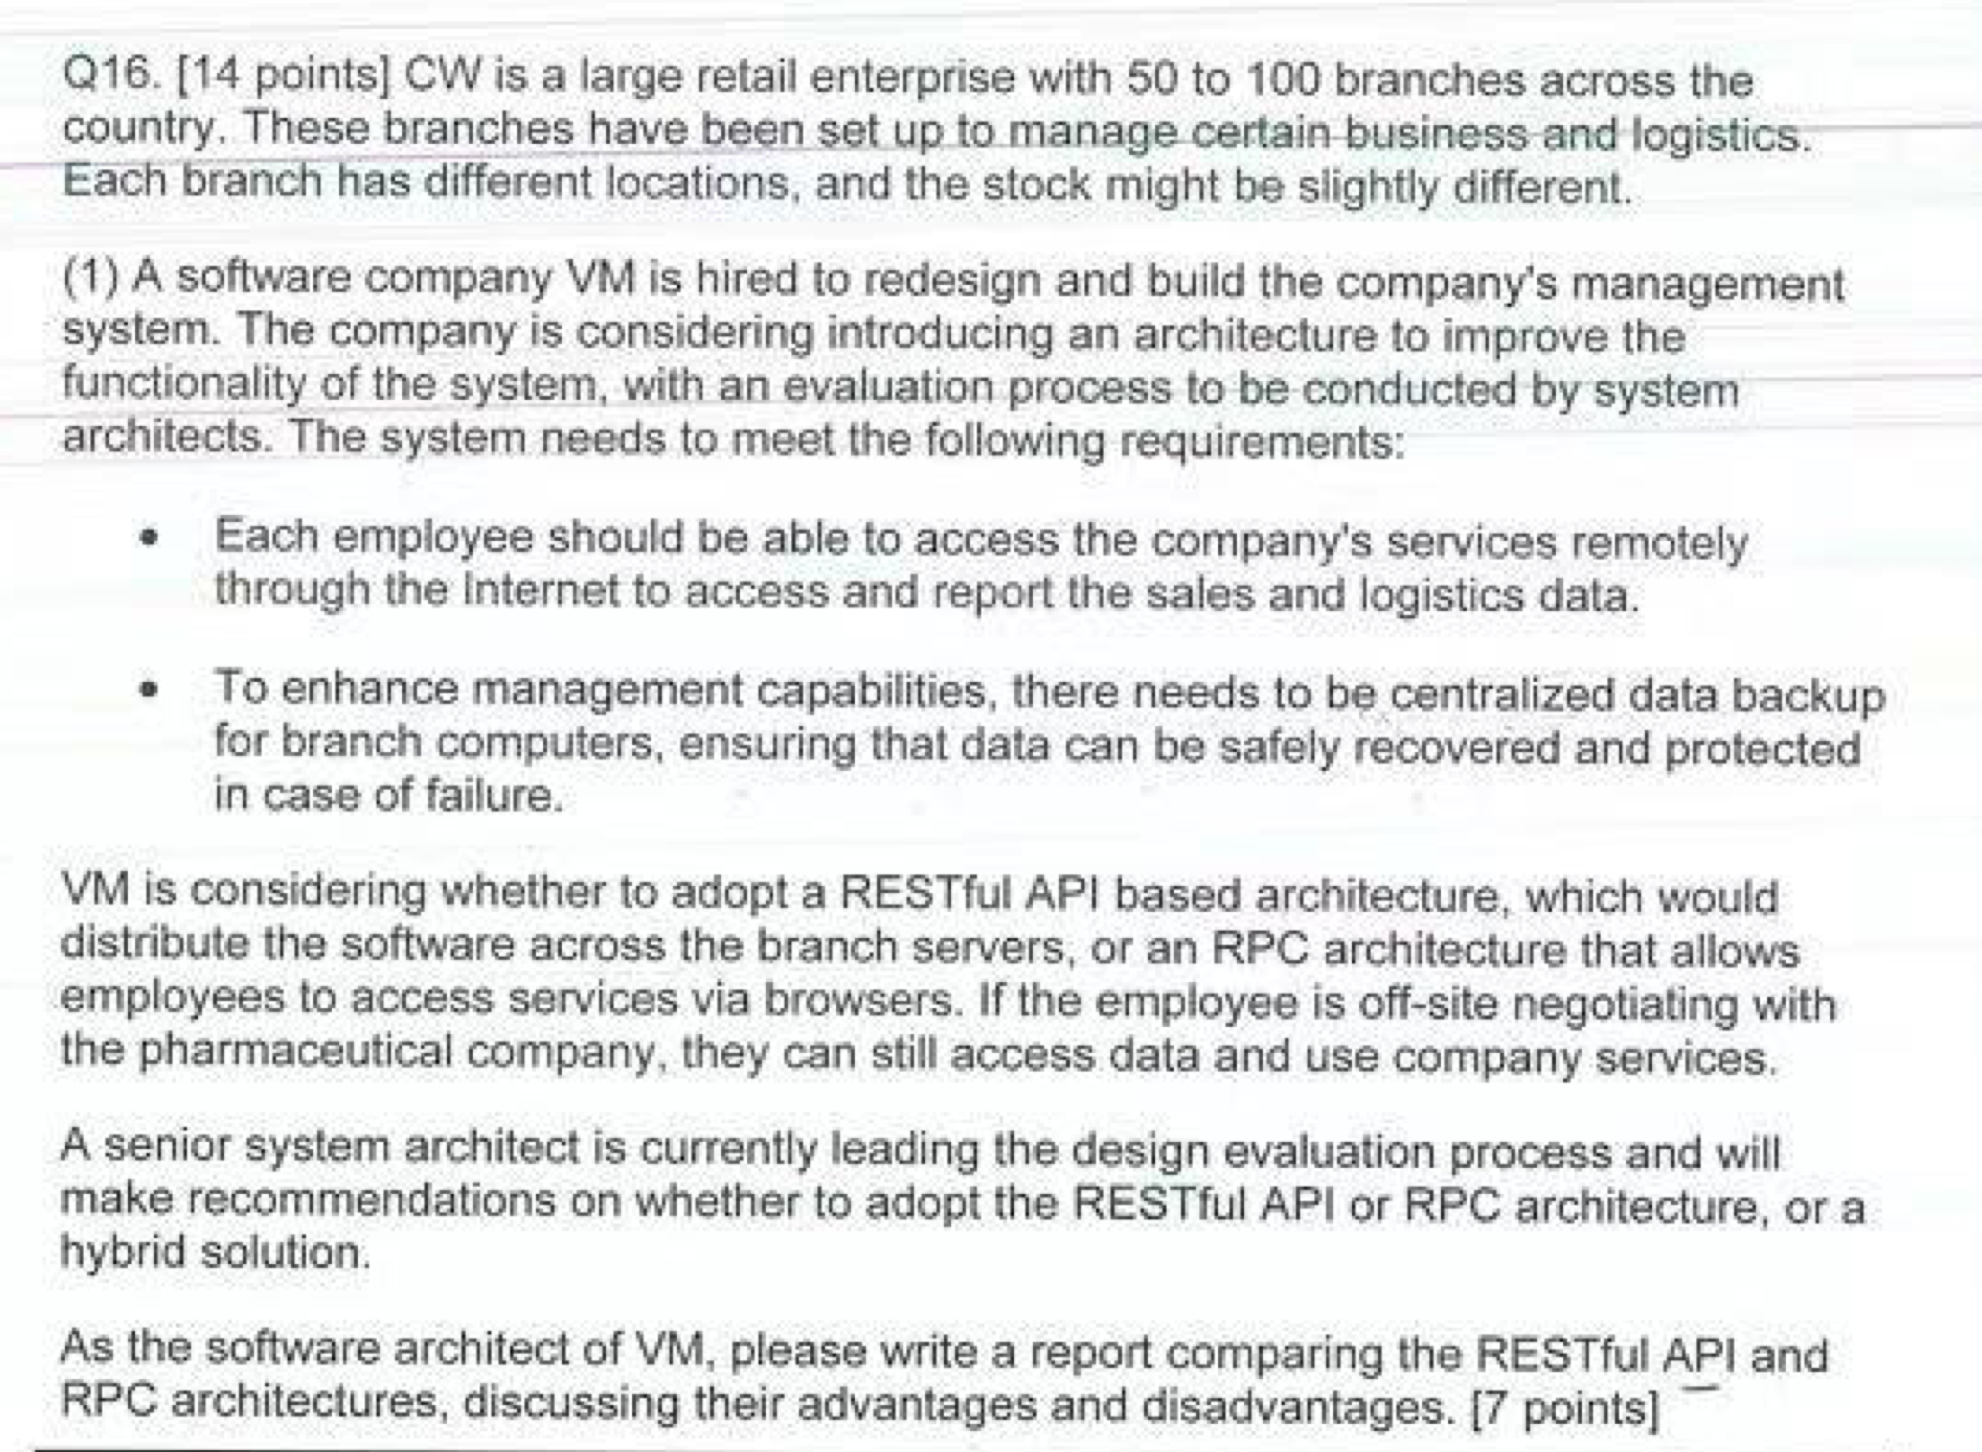 Q16. [14 points] CW is a large retail enterprise with 50 to 100 branches across the
country. These branches have been set up to manage certain business and logistics.
Each branch has different locations, and the stock might be slightly different.
(1) A software company VM is hired to redesign and build the company's management
system. The company is considering introducing an architecture to improve the
functionality of the system, with an evaluation process to be conducted by system
architects. The system needs to meet the following requirements:
• Each employee should be able to access the company's services remotely
through the Internet to access and report the sales and logistics data.
• To enhance management capabilities, there needs to be centralized data backup
for branch computers, ensuring that data can be safely recovered and protected
in case of failure.
VM is considering whether to adopt a RESTful API based architecture, which would
distribute the software across the branch servers, or an RPC architecture that allows
employees to access services via browsers. If the employee is off-site negotiating with
the pharmaceutical company, they can still access data and use company services.
A senior system architect is currently leading the design evaluation process and will
make recommendations on whether to adopt the RESTful API or RPC architecture, or a
hybrid solution.
As the software architect of VM, please write a report comparing the RESTful API and
RPC architectures, discussing their advantages and disadvantages. [7 points]